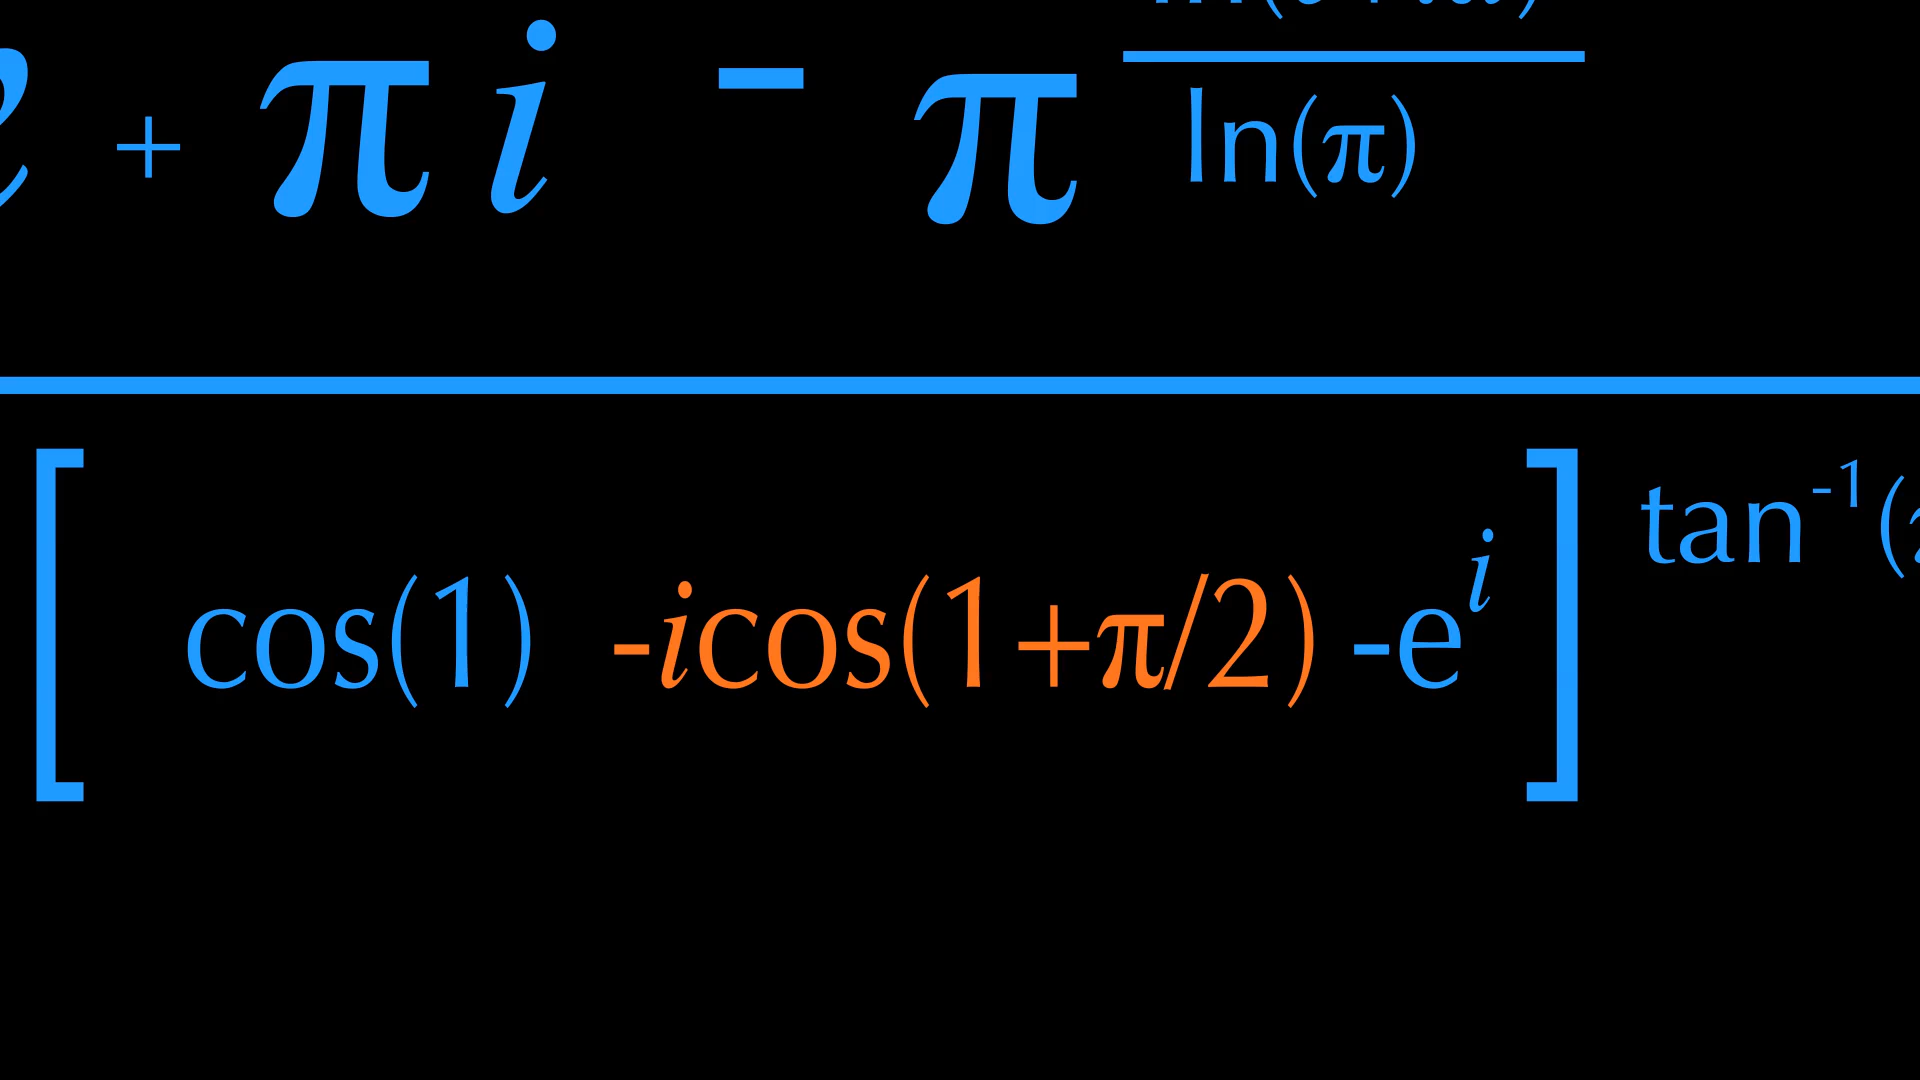 e + π i - π
ln(π)
[ cos(1) -icos(1+π/2) -e^i ] tan^-1(